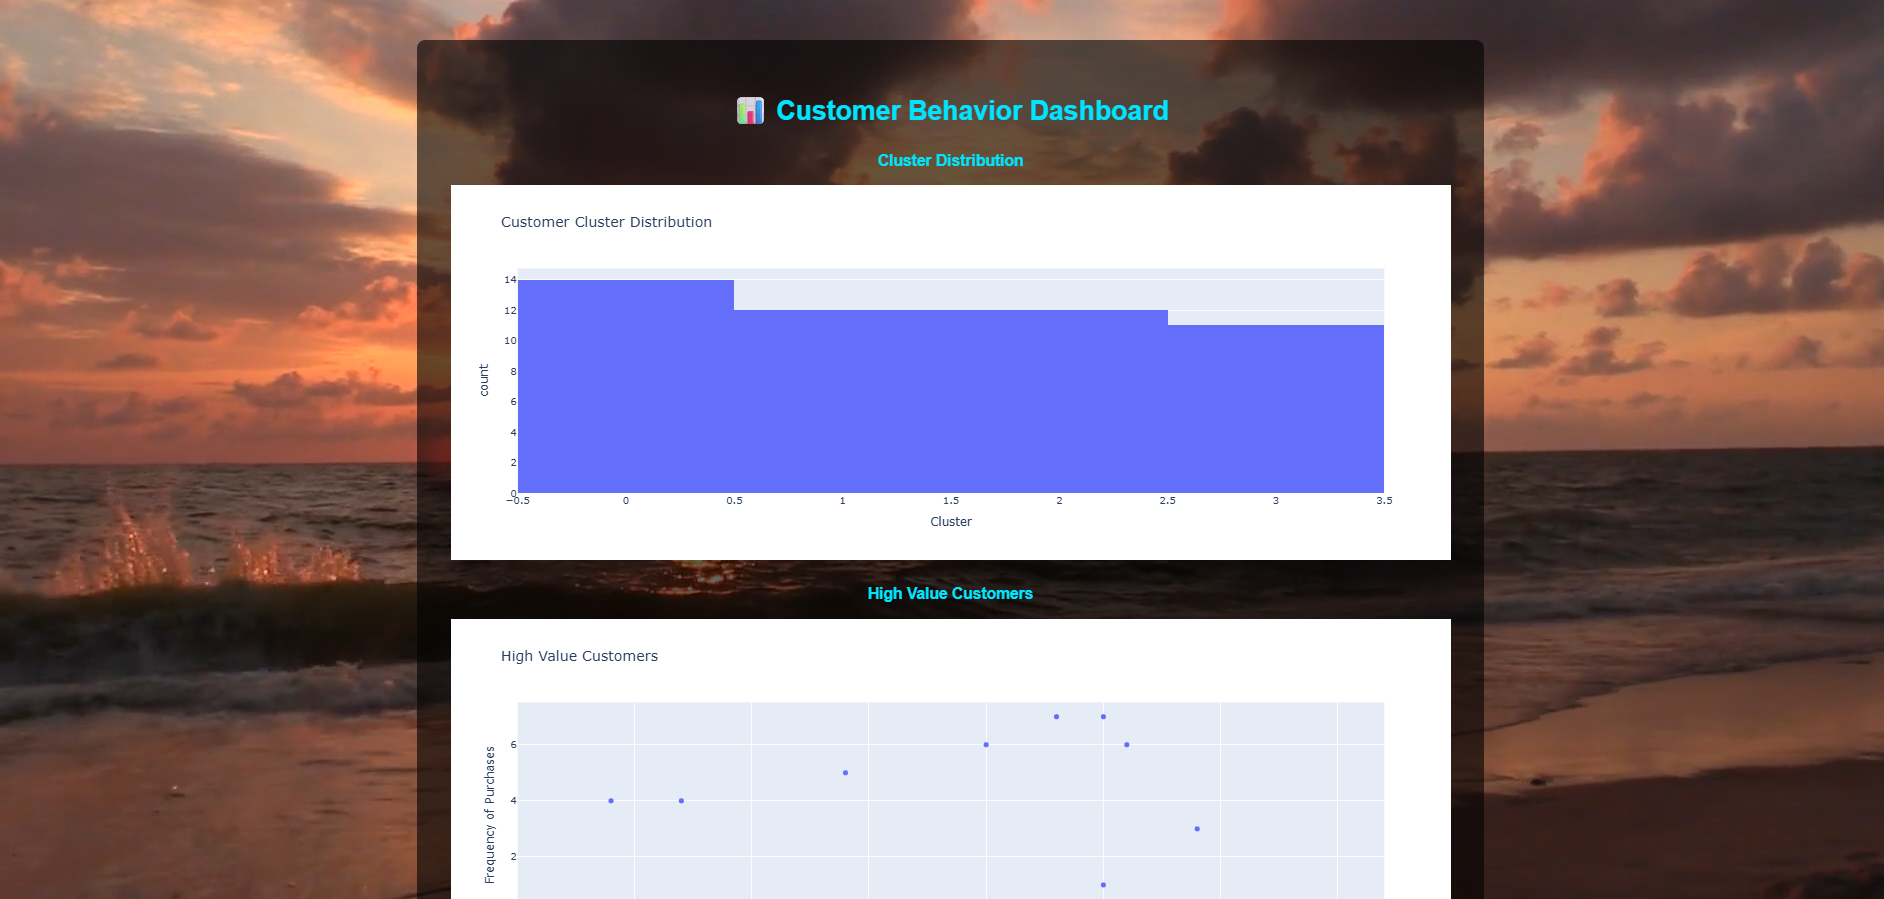 📊 Customer Behavior Dashboard
Cluster Distribution
Customer Cluster Distribution
14
12
10
8
6
4
2
0
count
−0.5 0 0.5 1 1.5 2 2.5 3 3.5
Cluster
High Value Customers
High Value Customers
6
4
2
Frequency of Purchases